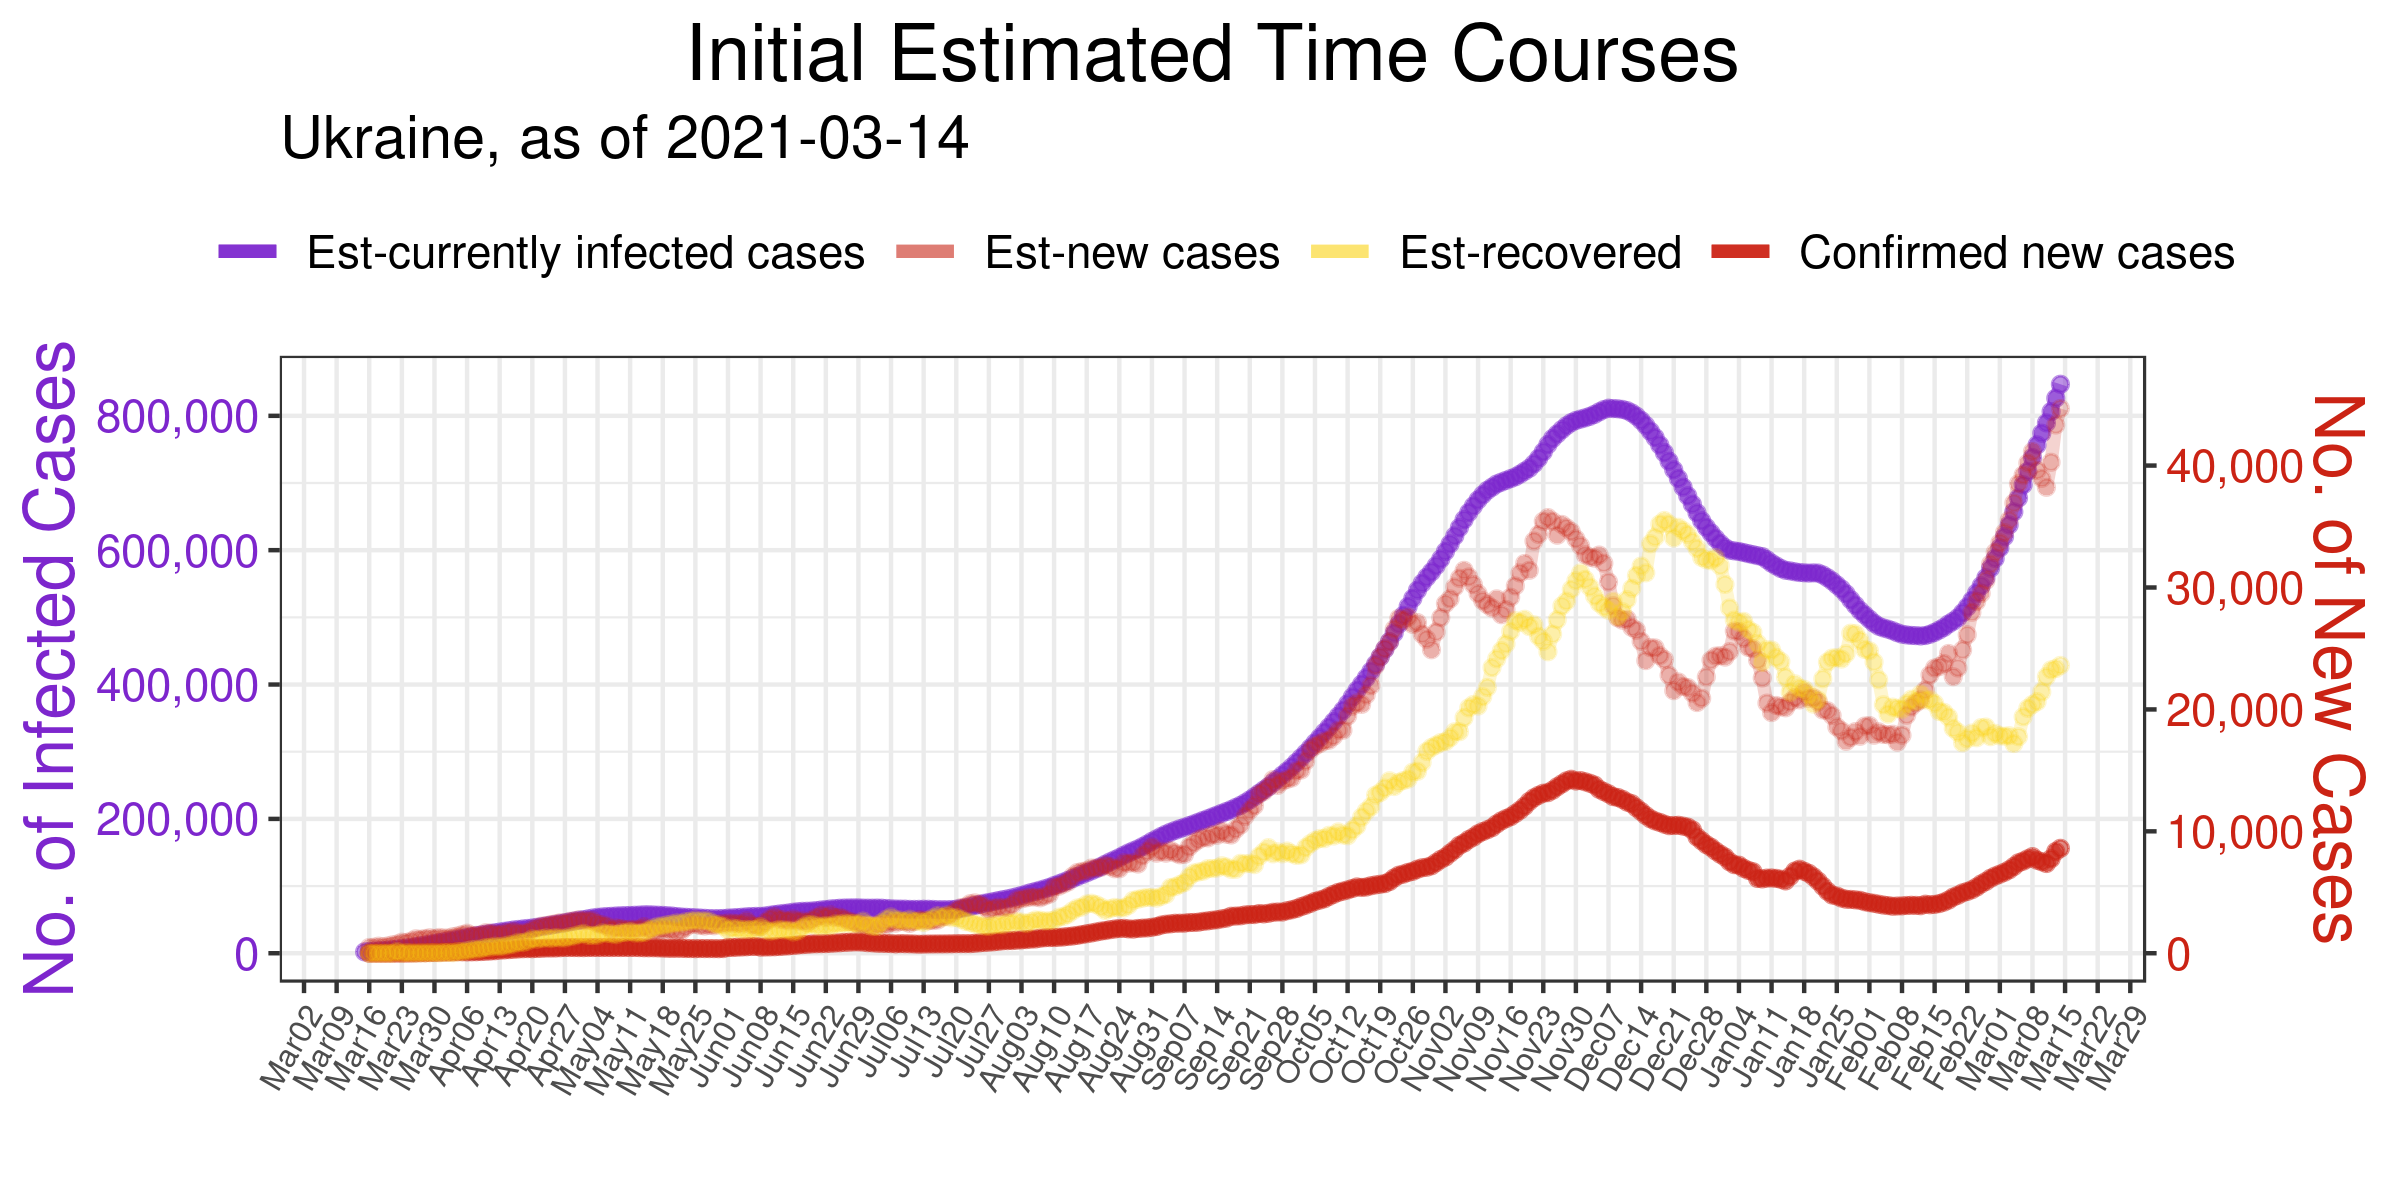 Initial Estimated Time Courses
Ukraine, as of 2021-03-14
Est-currently infected cases Est-new cases Est-recovered Confirmed new cases
No. of Infected Cases
800,000
600,000
400,000
200,000
0
40,000
30,000
20,000
10,000
0
No. of New Cases
Mar02 Mar09 Mar16 Mar23 Mar30 Apr06 Apr13 Apr20 Apr27 May04 May11 May18 May25 Jun01 Jun08 Jun15 Jun22 Jun29 Jul06 Jul13 Jul20 Jul27 Aug03 Aug10 Aug17 Aug24 Aug31 Sep07 Sep14 Sep21 Sep28 Oct05 Oct12 Oct19 Oct26 Nov02 Nov09 Nov16 Nov23 Nov30 Dec07 Dec14 Dec21 Dec28 Jan04 Jan11 Jan18 Jan25 Feb01 Feb08 Feb15 Feb22 Mar01 Mar08 Mar15 Mar22 Mar29